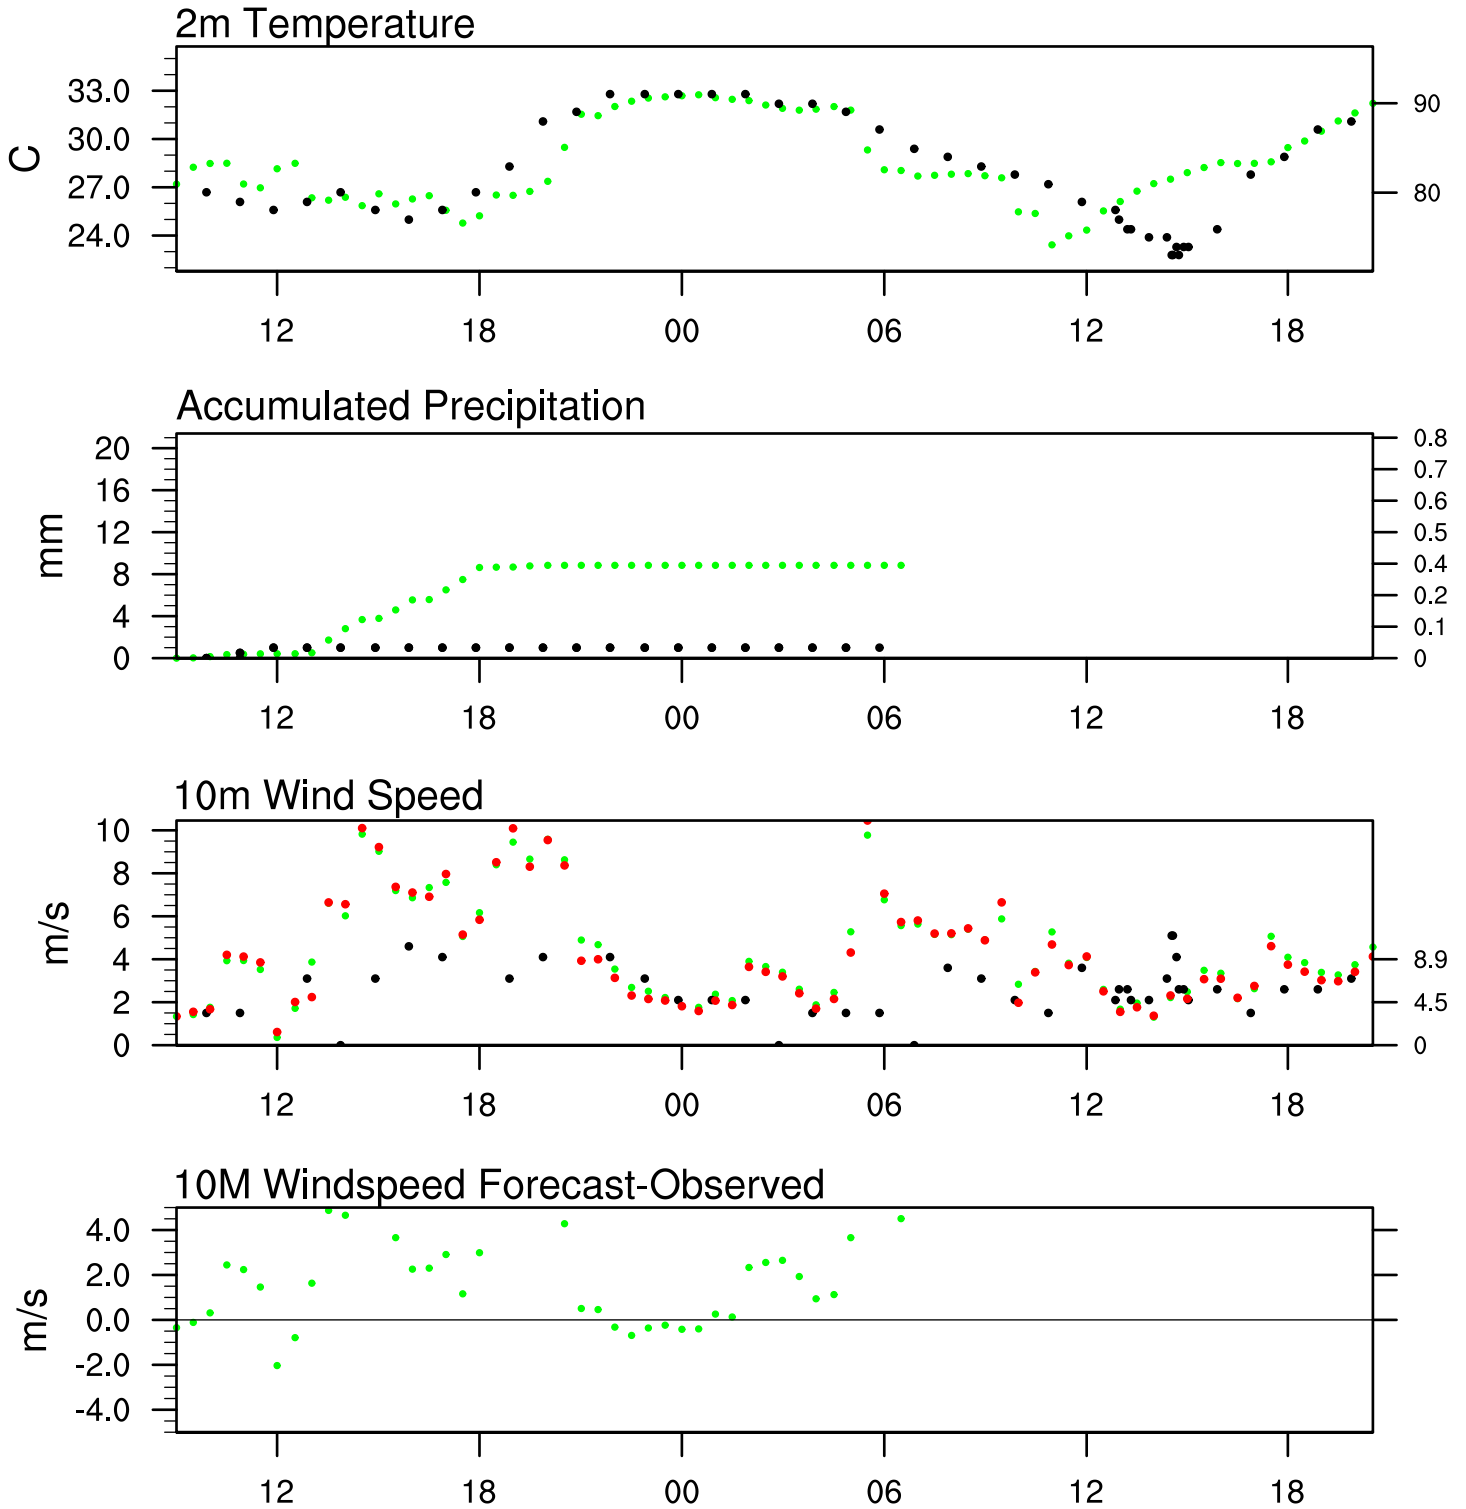 2m Temperature
33.0
30.0
27.0
24.0
C
90
80
12 18 00 06 12 18
Accumulated Precipitation
20
16
12
8
4
0
mm
0.8
0.7
0.6
0.5
0.4
0.2
0.1
0
12 18 00 06 12 18
10m Wind Speed
10
8
6
4
2
0
m/s
8.9
4.5
0
12 18 00 06 12 18
10M Windspeed Forecast-Observed
4.0
2.0
0.0
-2.0
-4.0
m/s
12 18 00 06 12 18